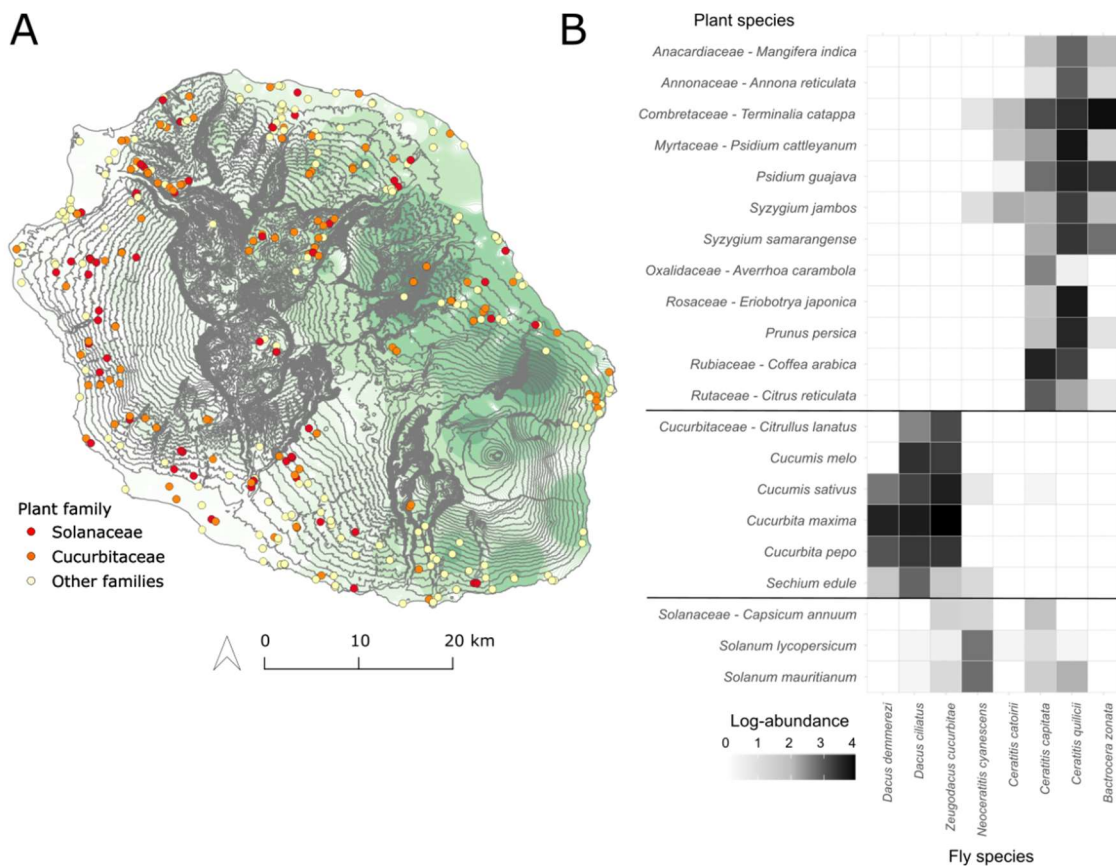 A
Plant family
Solanaceae
Cucurbitaceae
Other families
0 10 20 km
B
Plant species
Anacardiaceae - Mangifera indica
Annonaceae - Annona reticulata
Combretaceae - Terminalia catappa
Myrtaceae - Psidium cattleyanum
Psidium guajava
Syzygium jambos
Syzygium samarangense
Oxalidaceae - Averrhoa carambola
Rosaceae - Eriobotrya japonica
Prunus persica
Rubiaceae - Coffea arabica
Rutaceae - Citrus reticulata
Cucurbitaceae - Citrullus lanatus
Cucumis melo
Cucumis sativus
Cucurbita maxima
Cucurbita pepo
Sechium edule
Solanaceae - Capsicum annuum
Solanum lycopersicum
Solanum mauritianum
Log-abundance
0 1 2 3 4
Dacus demmerezi
Dacus ciliatus
Zeugodacus cucurbitae
Neoceratitis cyanescens
Ceratitis catoirii
Ceratitis capitata
Ceratitis quilicii
Bactrocera zonata
Fly species